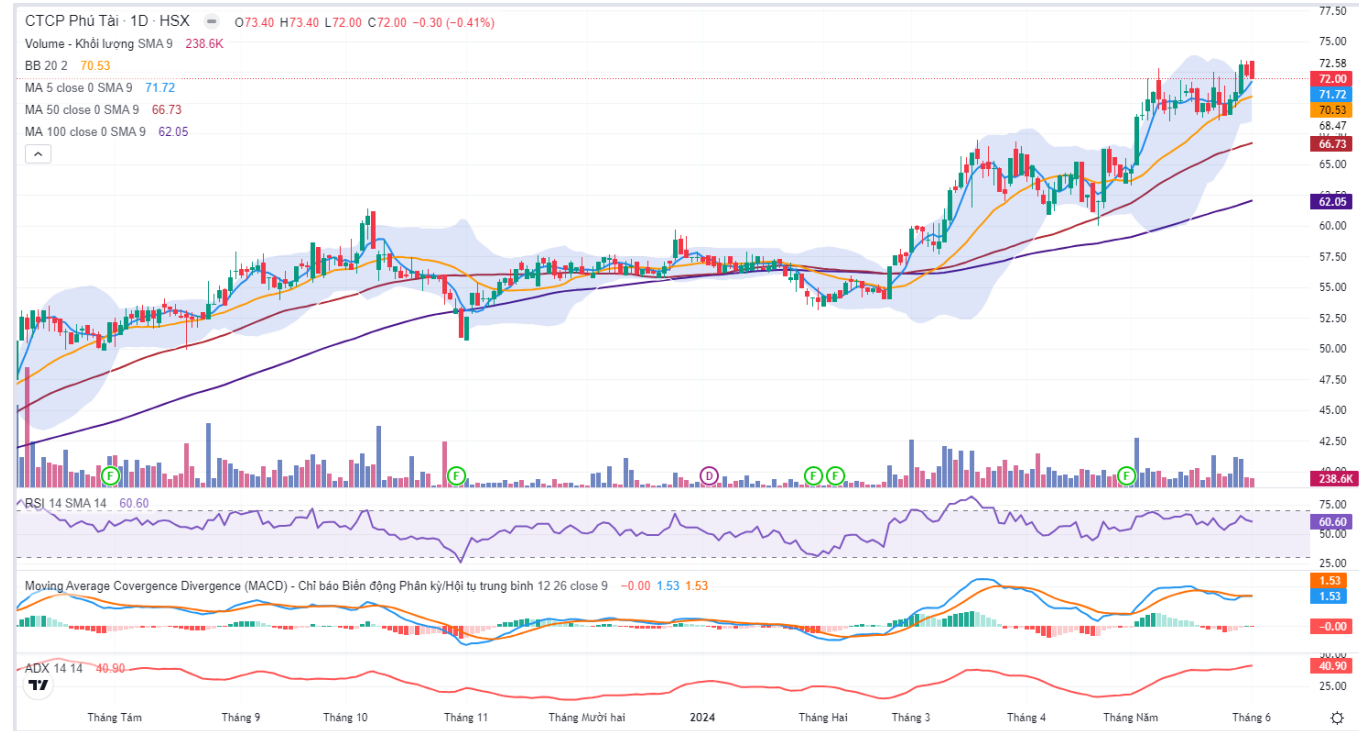 CTCP Phú Tài · 1D · HSX O73.40 H73.40 L72.00 C72.00 −0.30 (−0.41%)
Volume - Khối lượng SMA 9 238.6K
BB 20 2 70.53
MA 5 close 0 SMA 9 71.72
MA 50 close 0 SMA 9 66.73
MA 100 close 0 SMA 9 62.05
77.50
75.00
72.58
72.00
71.72
70.53
68.47
66.73
65.00
62.05
60.00
57.50
55.00
52.50
50.00
47.50
45.00
42.50
238.6K
F F D F F F
RSI 14 SMA 14 60.60
75.00
60.60
50.00
25.00
Moving Average Covergence Divergence (MACD) - Chỉ báo Biến động Phân kỳ/Hội tụ trung bình 12 26 close 9 −0.00 1.53 1.53
1.53
1.53
−0.00
ADX 14 14 40.90
40.90
25.00
Tháng Tám Tháng 9 Tháng 10 Tháng 11 Tháng Mười hai 2024 Tháng Hai Tháng 3 Tháng 4 Tháng Năm Tháng 6